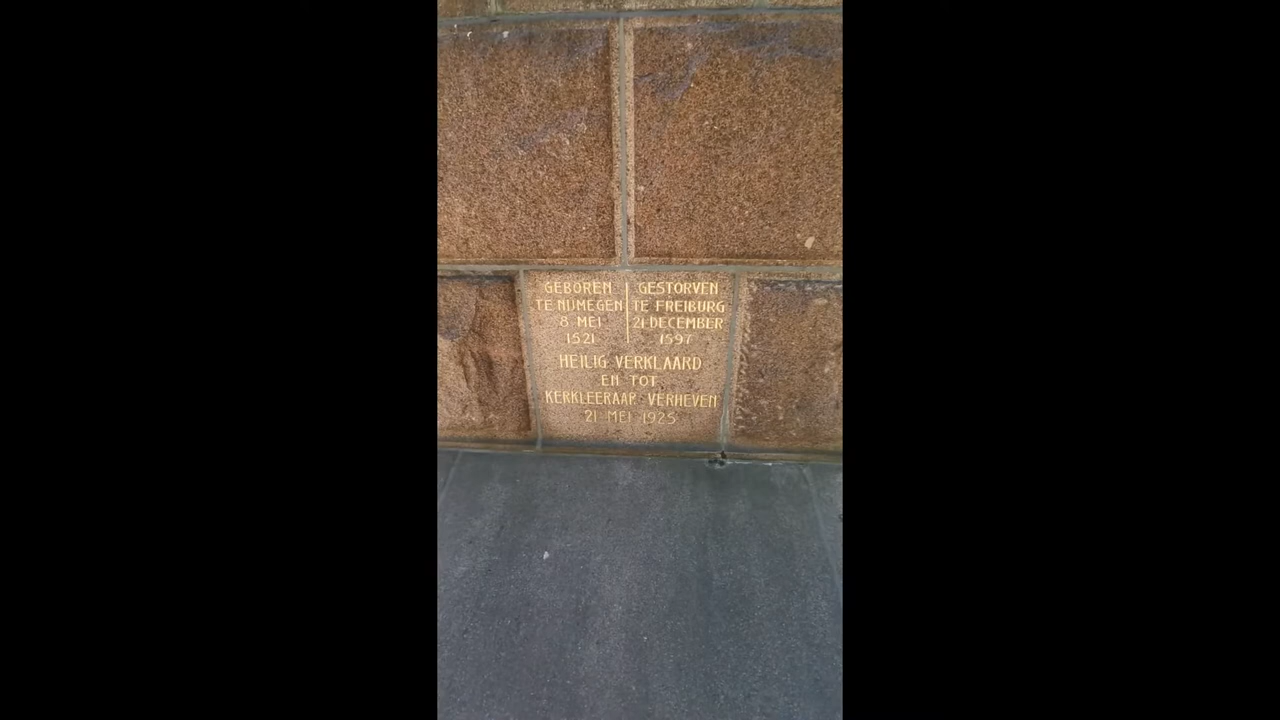 GEBOREN
TE NIJMEGEN
8 MEI
1521
GESTORVEN
TE FREIBURG
21 DECEMBER
1597
HEILIG VERKLAARD
EN TOT
KERKLEERAAR VERHEVEN
21 MEI 1925